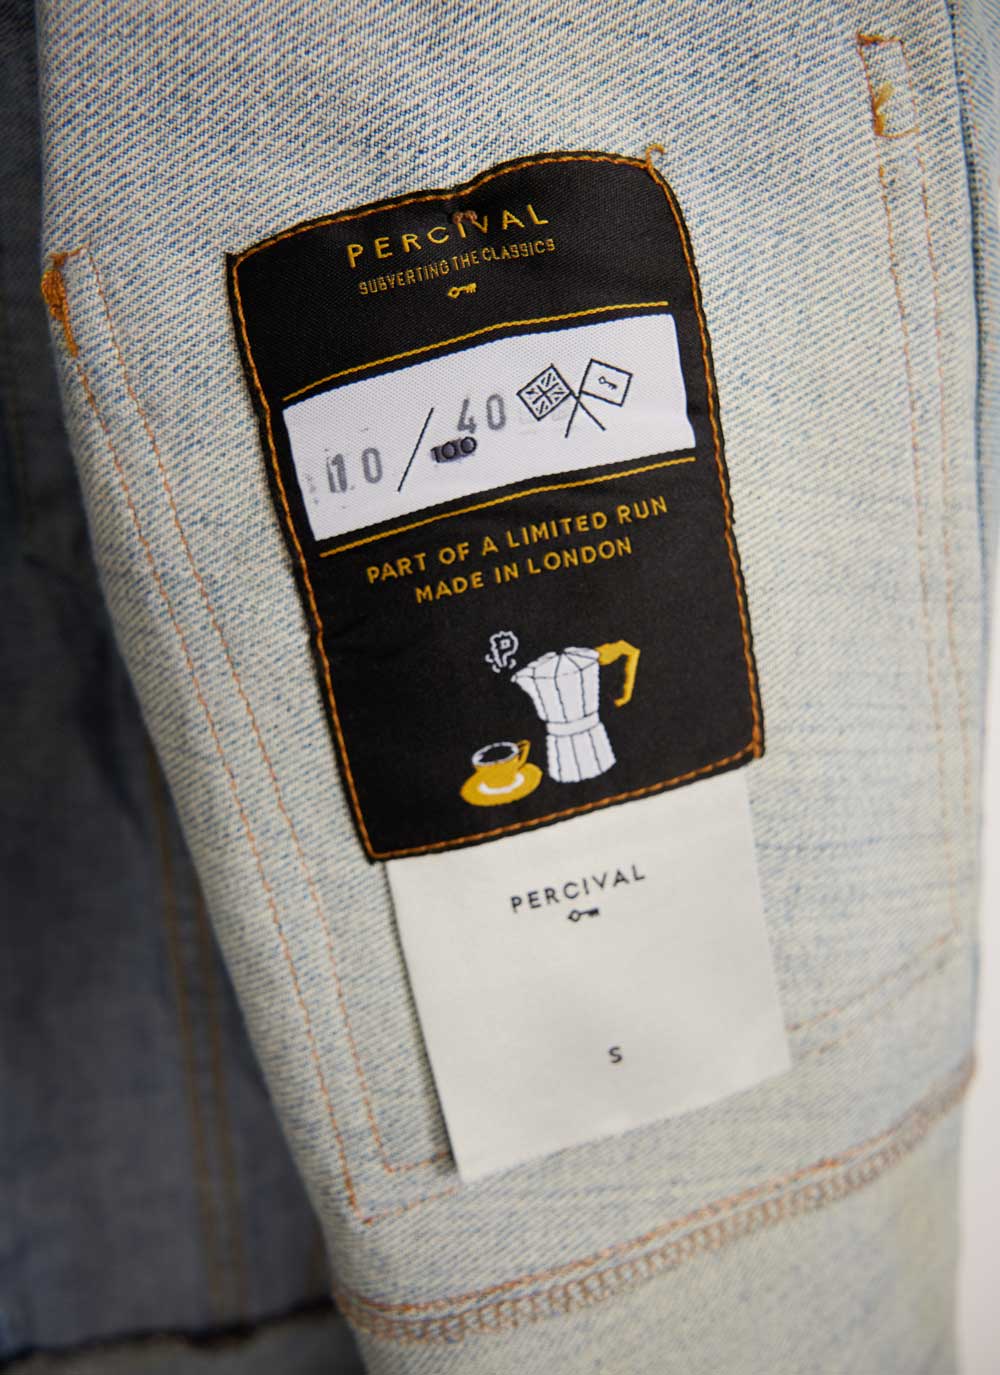 PERCIVAL
SUBVERTING THE CLASSICS
10 / 40
100
PART OF A LIMITED RUN
MADE IN LONDON
P
PERCIVAL
S